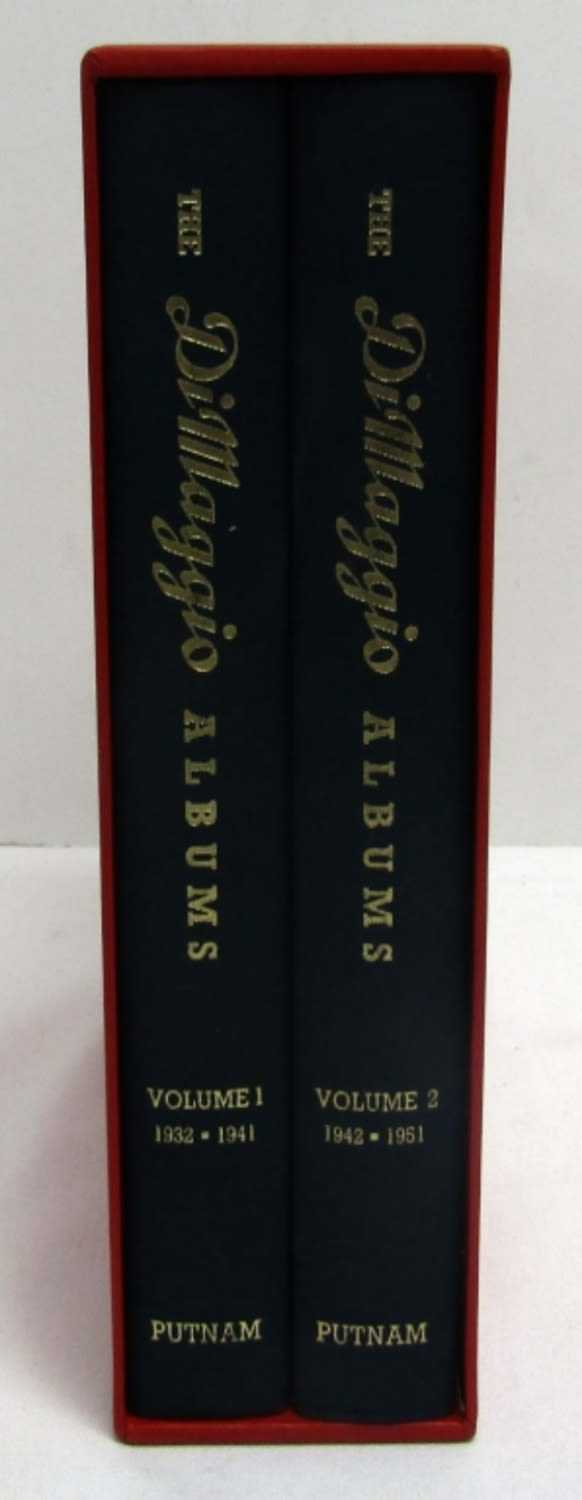 THE DiMaggio ALBUMS
VOLUME 1
1932 ▪ 1941
PUTNAM
THE DiMaggio ALBUMS
VOLUME 2
1942 ▪ 1951
PUTNAM